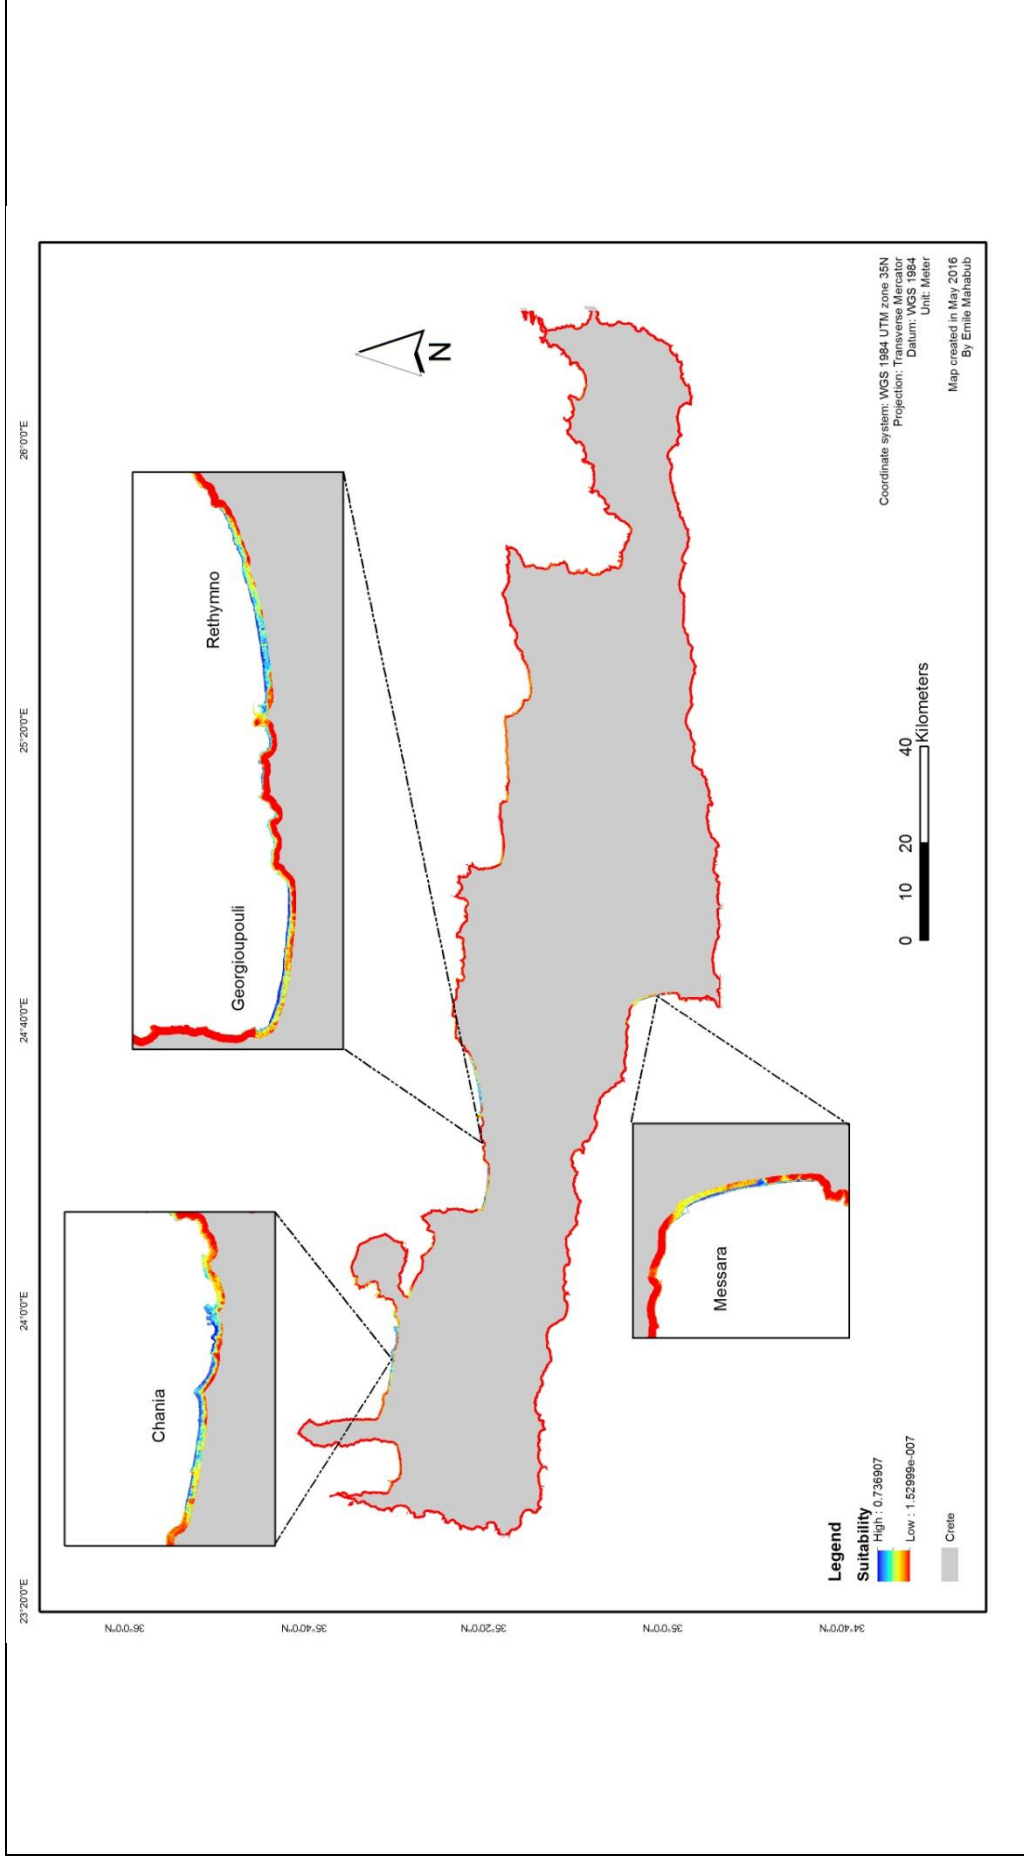 23°20'0"E
24°0'0"E
24°40'0"E
25°20'0"E
26°0'0"E
36°0'0"N
35°40'0"N
35°20'0"N
35°0'0"N
34°40'0"N
Chania
Georgioupouli
Rethymno
Messara
N
Legend
Suitability
High : 0.736907
Low : 1.52999e-007
Crete
0 10 20 40
Kilometers
Coordinate system: WGS 1984 UTM zone 35N
Projection: Transverse Mercator
Datum: WGS 1984
Unit: Meter
Map created in May 2016
By Emile Mahabub